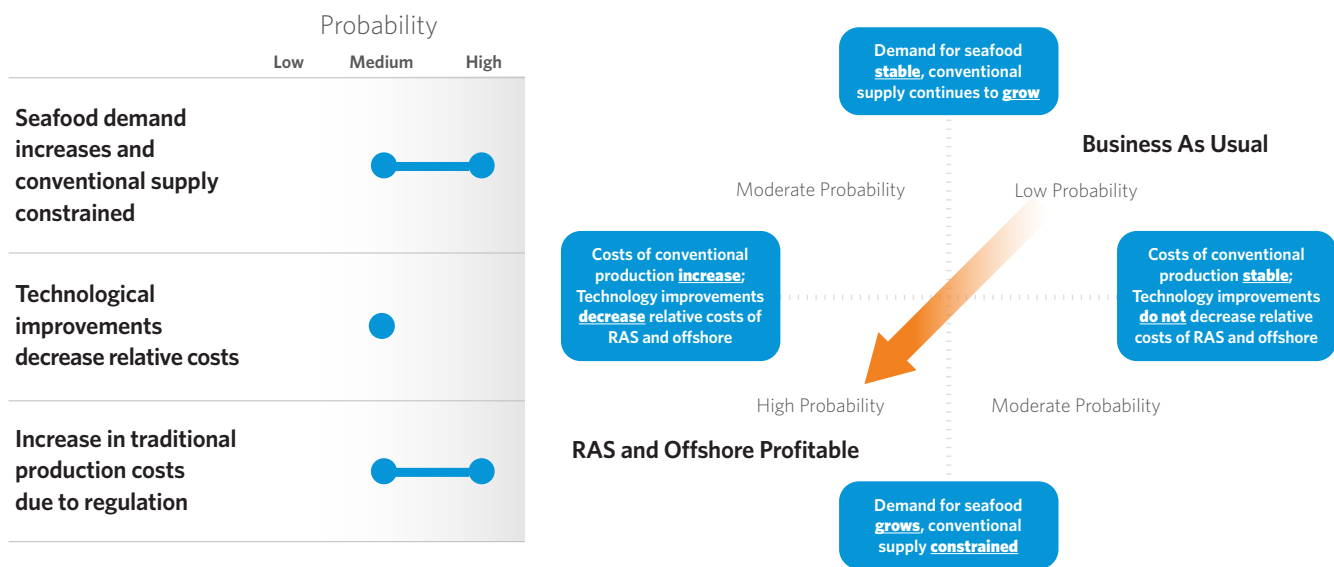 Probability
Low Medium High
Seafood demand
increases and
conventional supply
constrained
Technological
improvements
decrease relative costs
Increase in traditional
production costs
due to regulation
Demand for seafood
stable, conventional
supply continues to grow
Business As Usual
Moderate Probability
Low Probability
Costs of conventional
production increase;
Technology improvements
decrease relative costs of
RAS and offshore
Costs of conventional
production stable;
Technology improvements
do not decrease relative
costs of RAS and offshore
High Probability
Moderate Probability
RAS and Offshore Profitable
Demand for seafood
grows, conventional
supply constrained